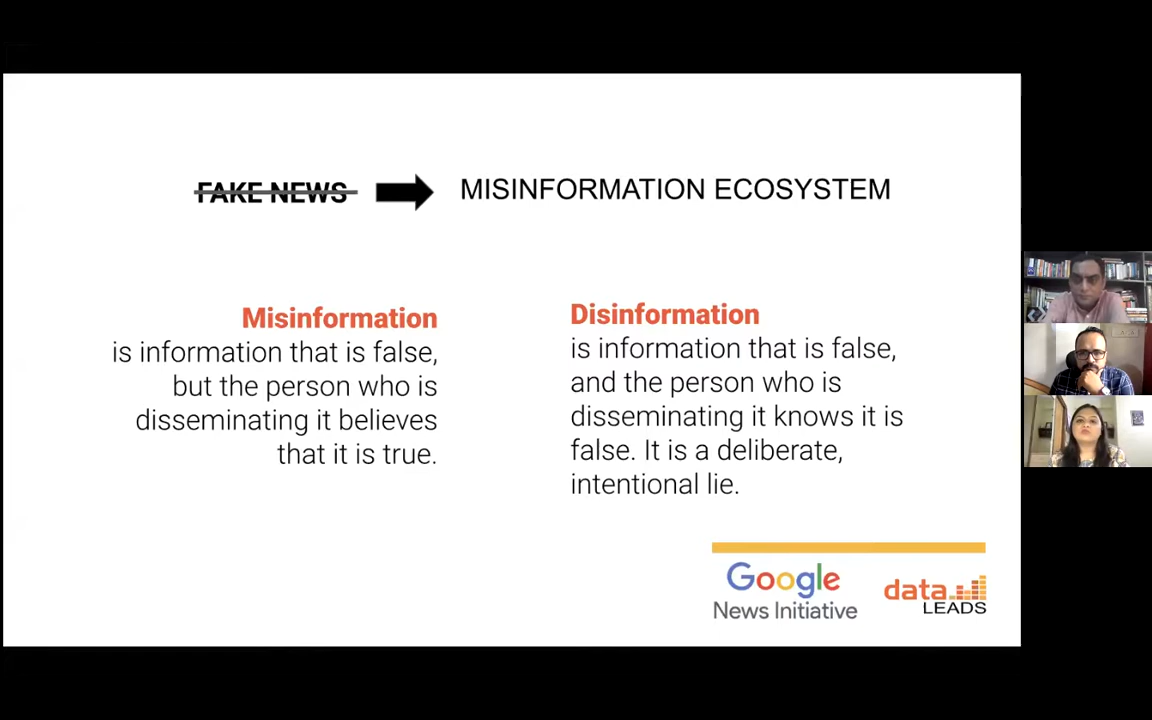 FAKE NEWS
MISINFORMATION ECOSYSTEM
Misinformation
is information that is false,
but the person who is
disseminating it believes
that it is true.
Disinformation
is information that is false,
and the person who is
disseminating it knows it is
false. It is a deliberate,
intentional lie.
Google
News Initiative
data
LEADS